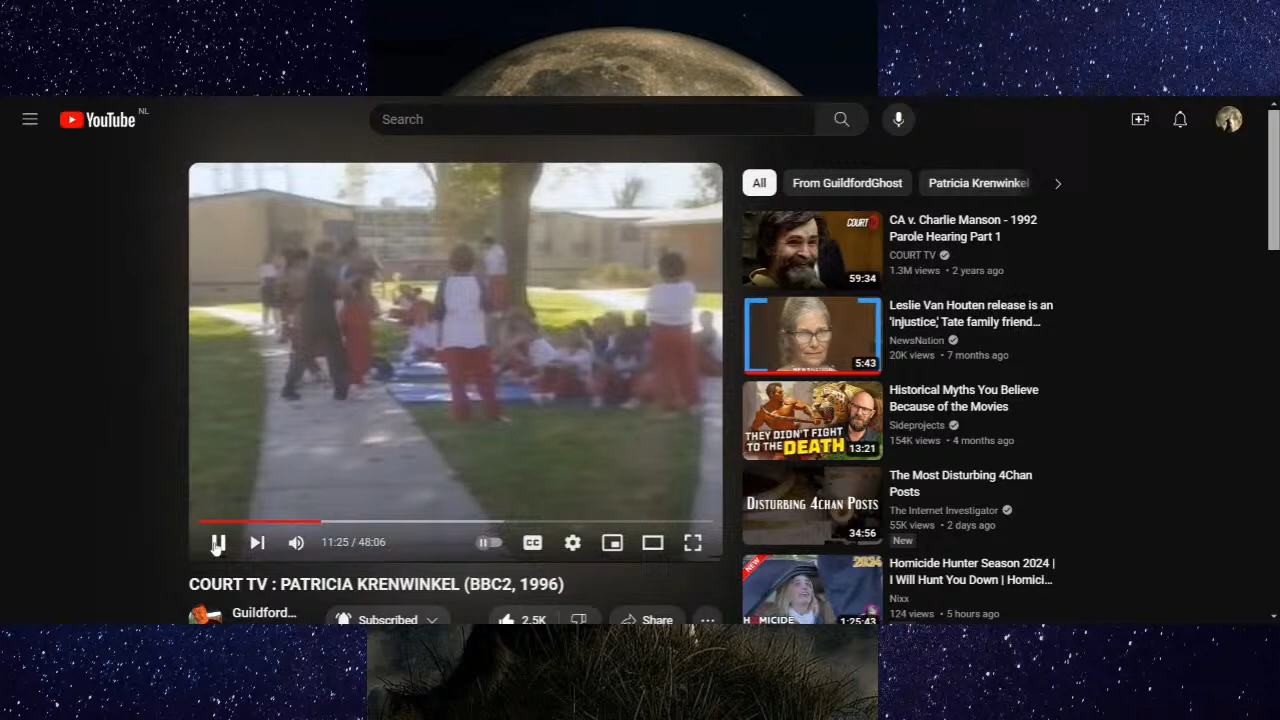 YouTube NL
Search
All
From GuildfordGhost
Patricia Krenwinkel
COURT TV
59:34
CA v. Charlie Manson - 1992
Parole Hearing Part 1
COURT TV
1.3M views • 2 years ago
5:43
Leslie Van Houten release is an
'injustice,' Tate family friend...
NewsNation
20K views • 7 months ago
THEY DIDN'T FIGHT
TO THE DEATH
13:21
Historical Myths You Believe
Because of the Movies
Sideprojects
154K views • 4 months ago
DISTURBING 4CHAN POSTS
34:56
The Most Disturbing 4Chan
Posts
The Internet Investigator
55K views • 2 days ago
New
NEW
2024
HOMICIDE
1:25:43
Homicide Hunter Season 2024 |
I Will Hunt You Down | Homici...
Nixx
124 views • 5 hours ago
11:25 / 48:06
CC
COURT TV : PATRICIA KRENWINKEL (BBC2, 1996)
Guildford...
Subscribed
2.5K
Share